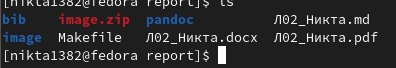 [nikta1382@fedora report]$ ls
bib image.zip pandoc Л02_Никта.md
image Makefile Л02_Никта.docx Л02_Никта.pdf
[nikta1382@fedora report]$